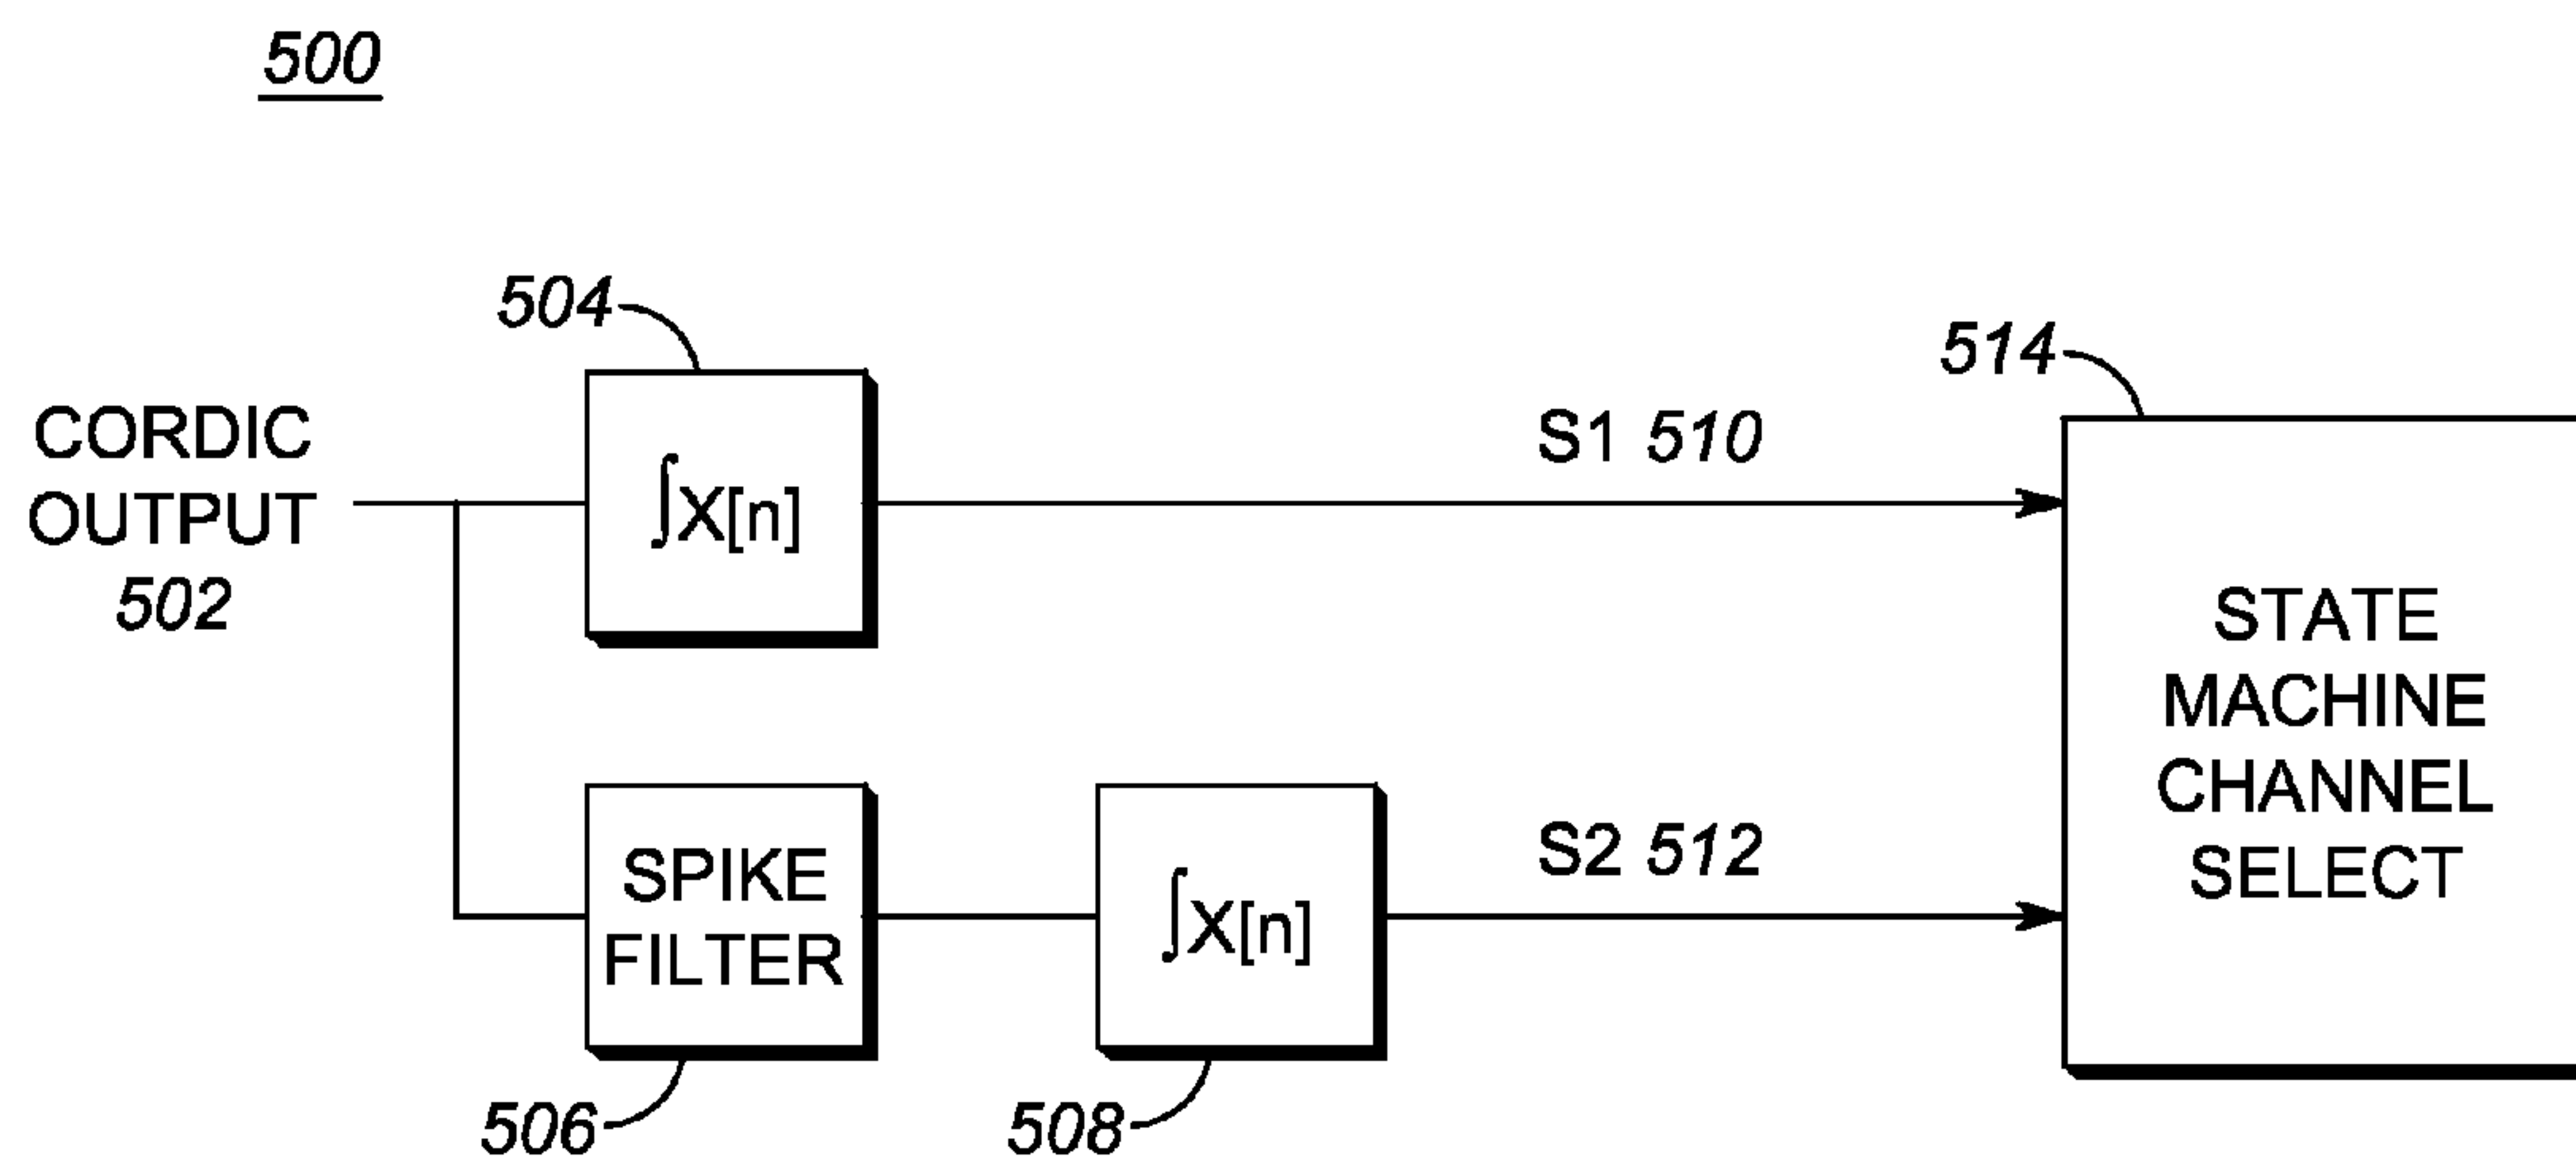 500
504
CORDIC
OUTPUT
502
∫X[n]
S1 510
514
STATE
MACHINE
CHANNEL
SELECT
SPIKE
FILTER
506
∫X[n]
508
S2 512